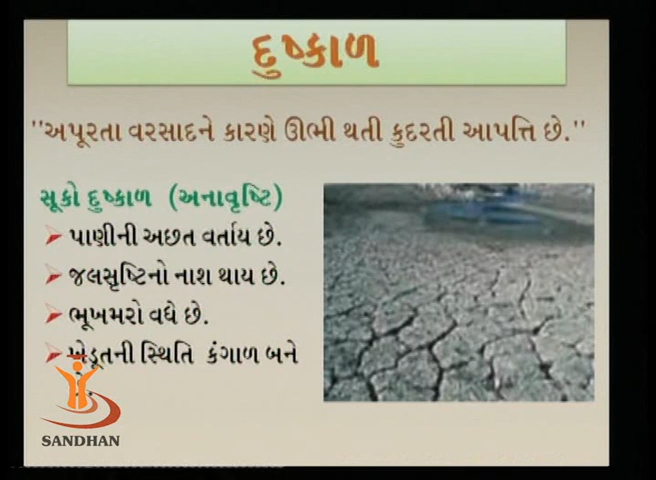 દુષ્કાળ
"અપૂરતા વરસાદને કારણે ઊભી થતી કુદરતી આપત્તિ છે."
સૂકો દુષ્કાળ (અનાવૃષ્ટિ)
પાણીની અછત વર્તાય છે.
જલસૃષ્ટિનો નાશ થાય છે.
ભૂખમરો વધે છે.
ખેડૂતની સ્થિતિ કંગાળ બને
SANDHAN